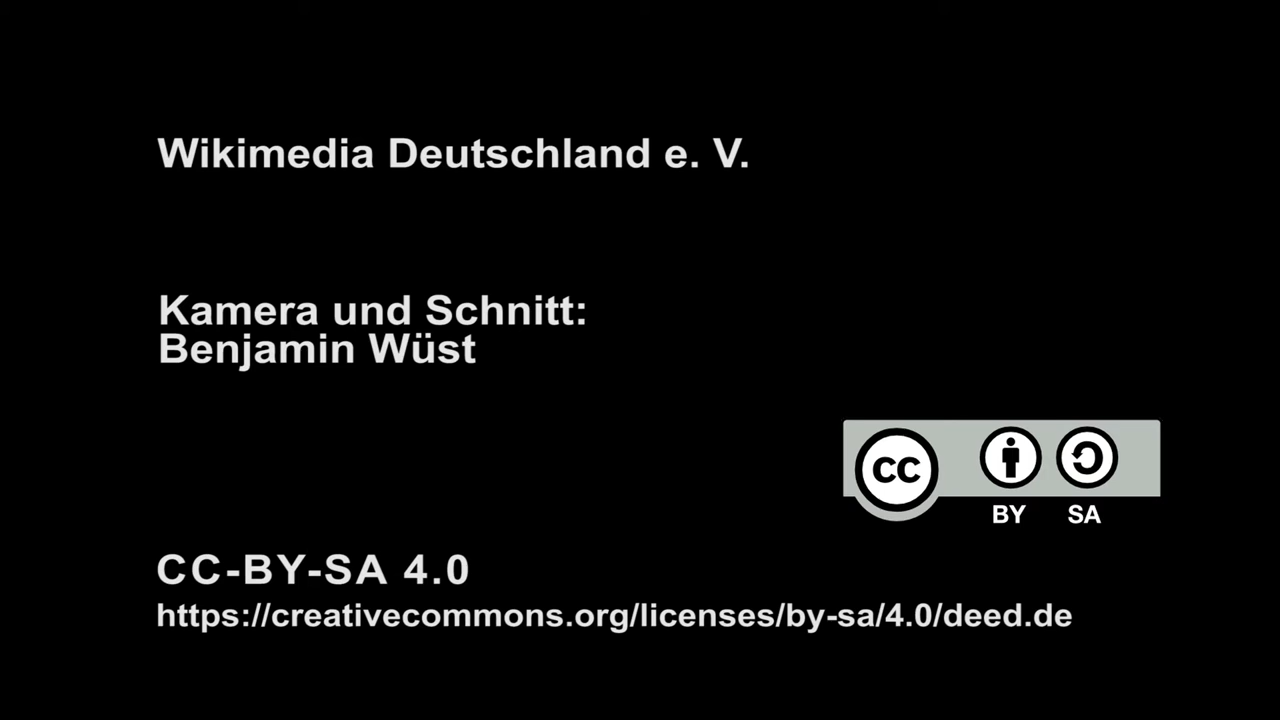 Wikimedia Deutschland e. V.
Kamera und Schnitt:
Benjamin Wüst
cc
BY SA
CC-BY-SA 4.0
https://creativecommons.org/licenses/by-sa/4.0/deed.de